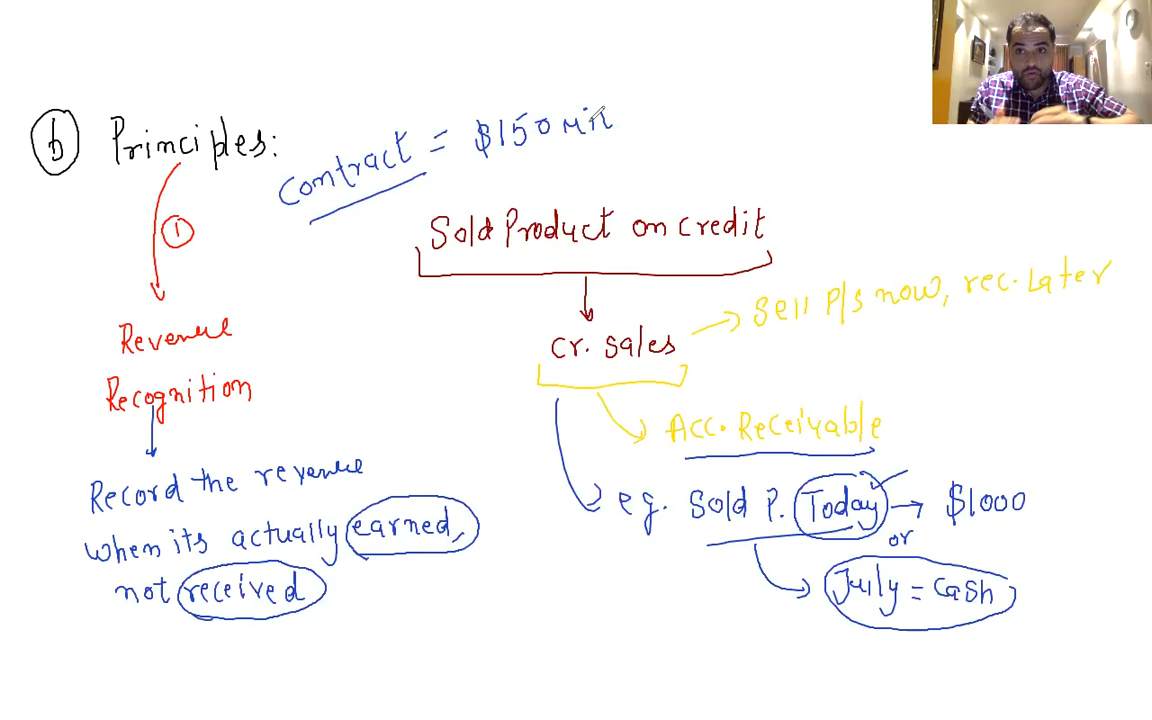 b Principles:
Contract = $150 Mil
1
Sold Product on credit
Revenue
Recognition
Cr. Sales
Sell P/s now, rec. Later
Acc. Receivable
Record the revenue
when its actually earned,
not received
e.g. Sold P. Today → $1000
or
July = Cash